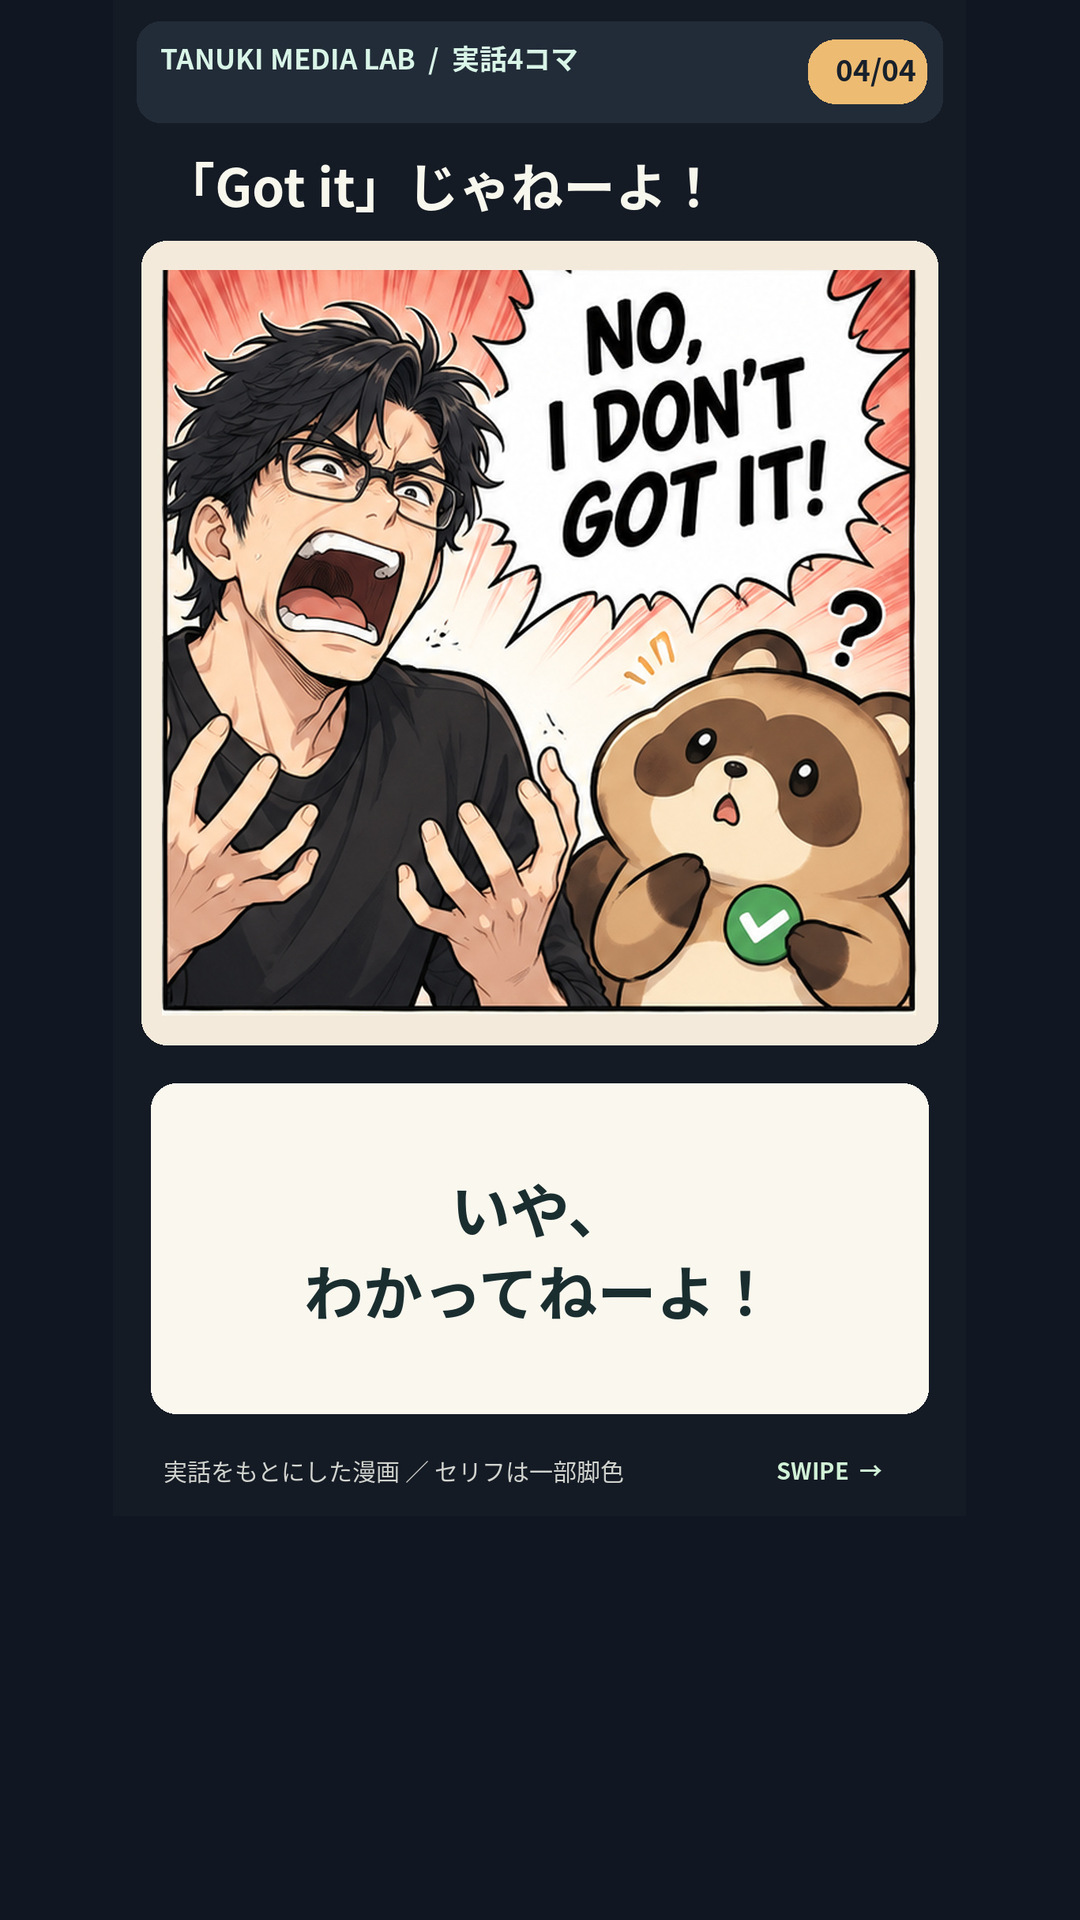 TANUKI MEDIA LAB / 実話4コマ
04/04
「Got it」じゃねーよ！
NO,
I DON'T
GOT IT!
?
いや、
わかってねーよ！
実話をもとにした漫画 ／ セリフは一部脚色
SWIPE →